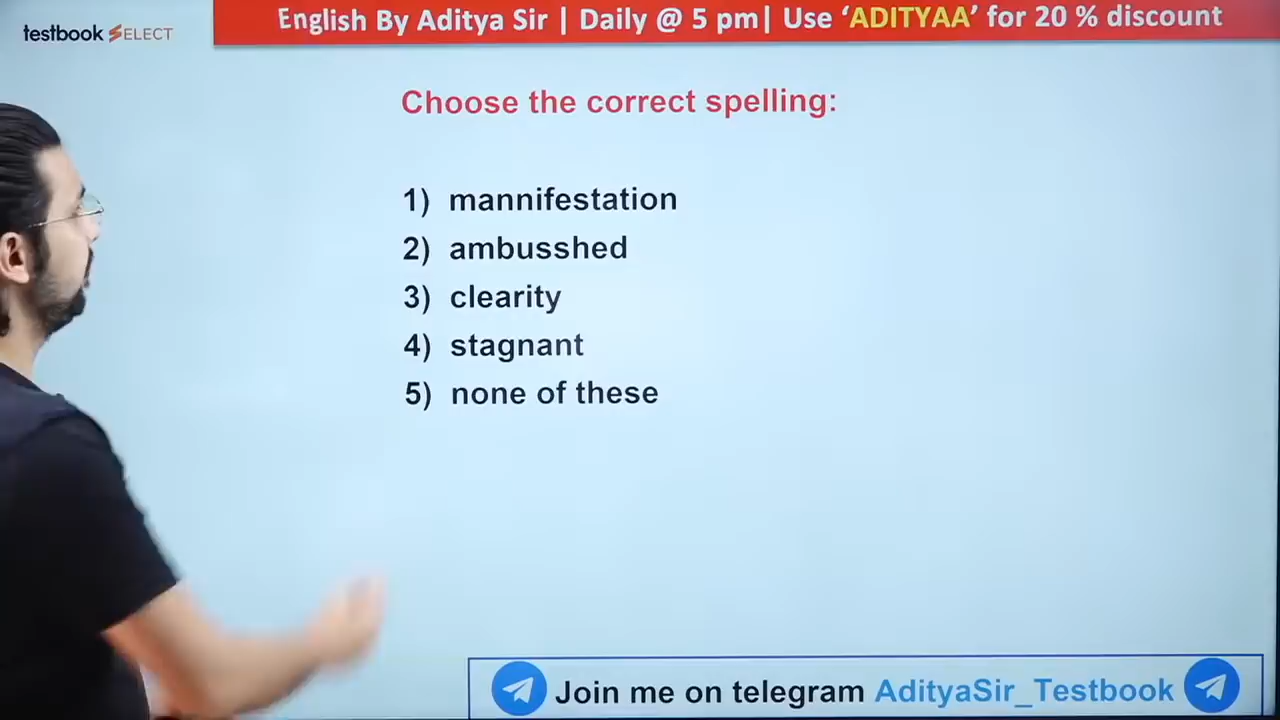 testbook SELECT
English By Aditya Sir | Daily @ 5 pm| Use ‘ADITYAA’ for 20 % discount
Choose the correct spelling:
1) mannifestation
2) ambusshed
3) clearity
4) stagnant
5) none of these
Join me on telegram AdityaSir_Testbook